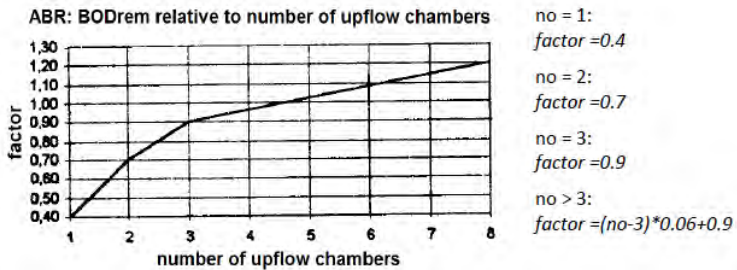 ABR: BODrem relative to number of upflow chambers
1,30
1,20
1,10
1,00
0,90
0,80
0,70
0,60
0,50
0,40
factor
1 2 3 4 5 6 7 8
number of upflow chambers
no = 1:
factor =0.4
no = 2:
factor =0.7
no = 3:
factor =0.9
no > 3:
factor =(no-3)*0.06+0.9